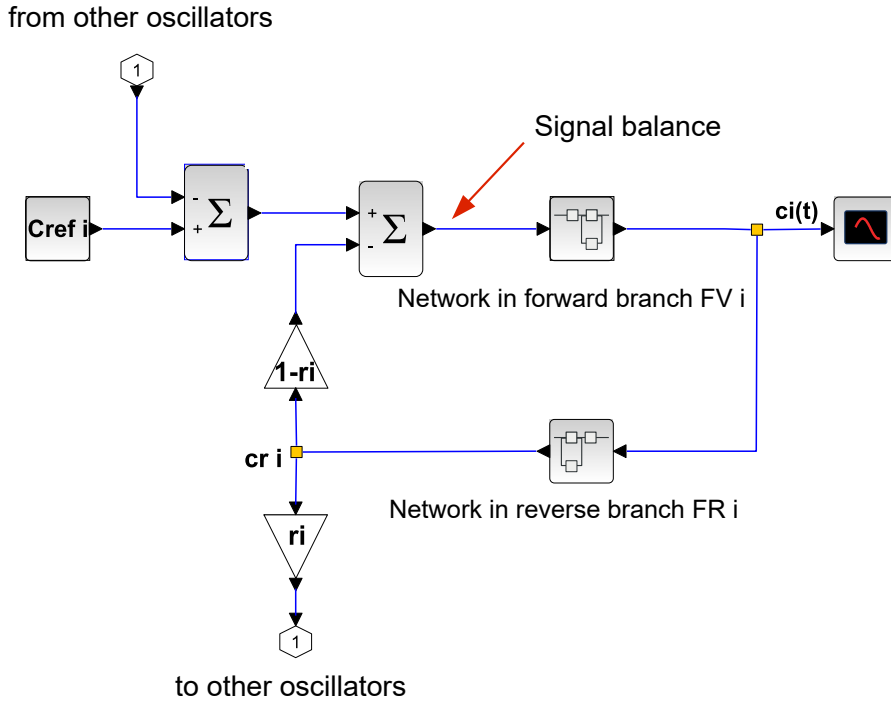 from other oscillators
1
Signal balance
Cref i
-
+
Σ
+
-
Σ
ci(t)
Network in forward branch FV i
1-ri
cr i
Network in reverse branch FR i
ri
1
to other oscillators